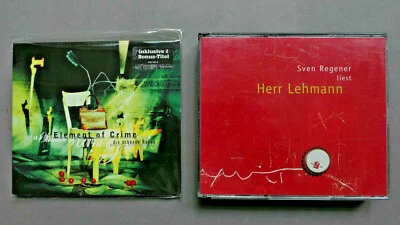 Inklusive 2
Bonus-Titel
Element of Crime
die schönen Rosen
Sven Regener
liest
Herr Lehmann